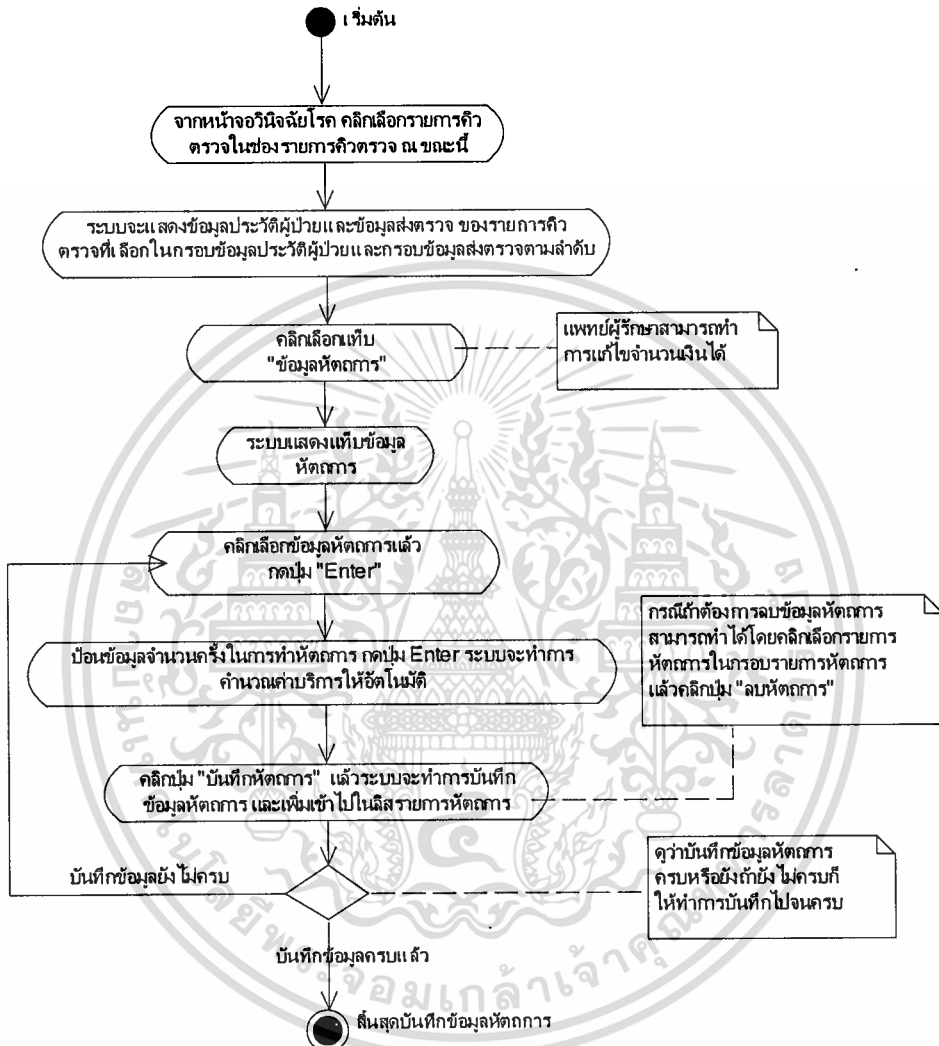 เริ่มต้น
จากหน้าจอวินิจฉัยโรค คลิกเลือกรายการคิว
ตรวจในช่องรายการคิวตรวจ ณ ขณะนี้
ระบบจะแสดงข้อมูลประวัติผู้ป่วยและข้อมูลส่งตรวจ ของรายการคิว
ตรวจที่เลือกในกรอบข้อมูลประวัติผู้ป่วยและกรอบข้อมูลส่งตรวจตามลำดับ
คลิกเลือกแท็บ
"ข้อมูลหัตถการ"
แพทย์ผู้รักษาสามารถทำ
การแก้ไขจำนวนเงินได้
ระบบแสดงแท็บข้อมูล
หัตถการ
คลิกเลือกข้อมูลหัตถการแล้ว
กดปุ่ม "Enter"
ป้อนข้อมูลจำนวนครั้งในการทำหัตถการ กดปุ่ม Enter ระบบจะทำการ
คำนวณค่าบริการให้อัตโนมัติ
กรณีถ้าต้องการลบข้อมูลหัตถการ
สามารถทำได้โดยคลิกเลือกรายการ
หัตถการในกรอบรายการหัตถการ
แล้วคลิกปุ่ม "ลบหัตถการ"
คลิกปุ่ม "บันทึกหัตถการ" แล้วระบบจะทำการบันทึก
ข้อมูลหัตถการ และเพิ่มเข้าไปในลิสรายการหัตถการ
บันทึกข้อมูลยังไม่ครบ
ดูว่าบันทึกข้อมูลหัตถการ
ครบหรือยังถ้ายังไม่ครบก็
ให้ทำการบันทึกไปจนครบ
บันทึกข้อมูลครบแล้ว
สิ้นสุดบันทึกข้อมูลหัตถการ